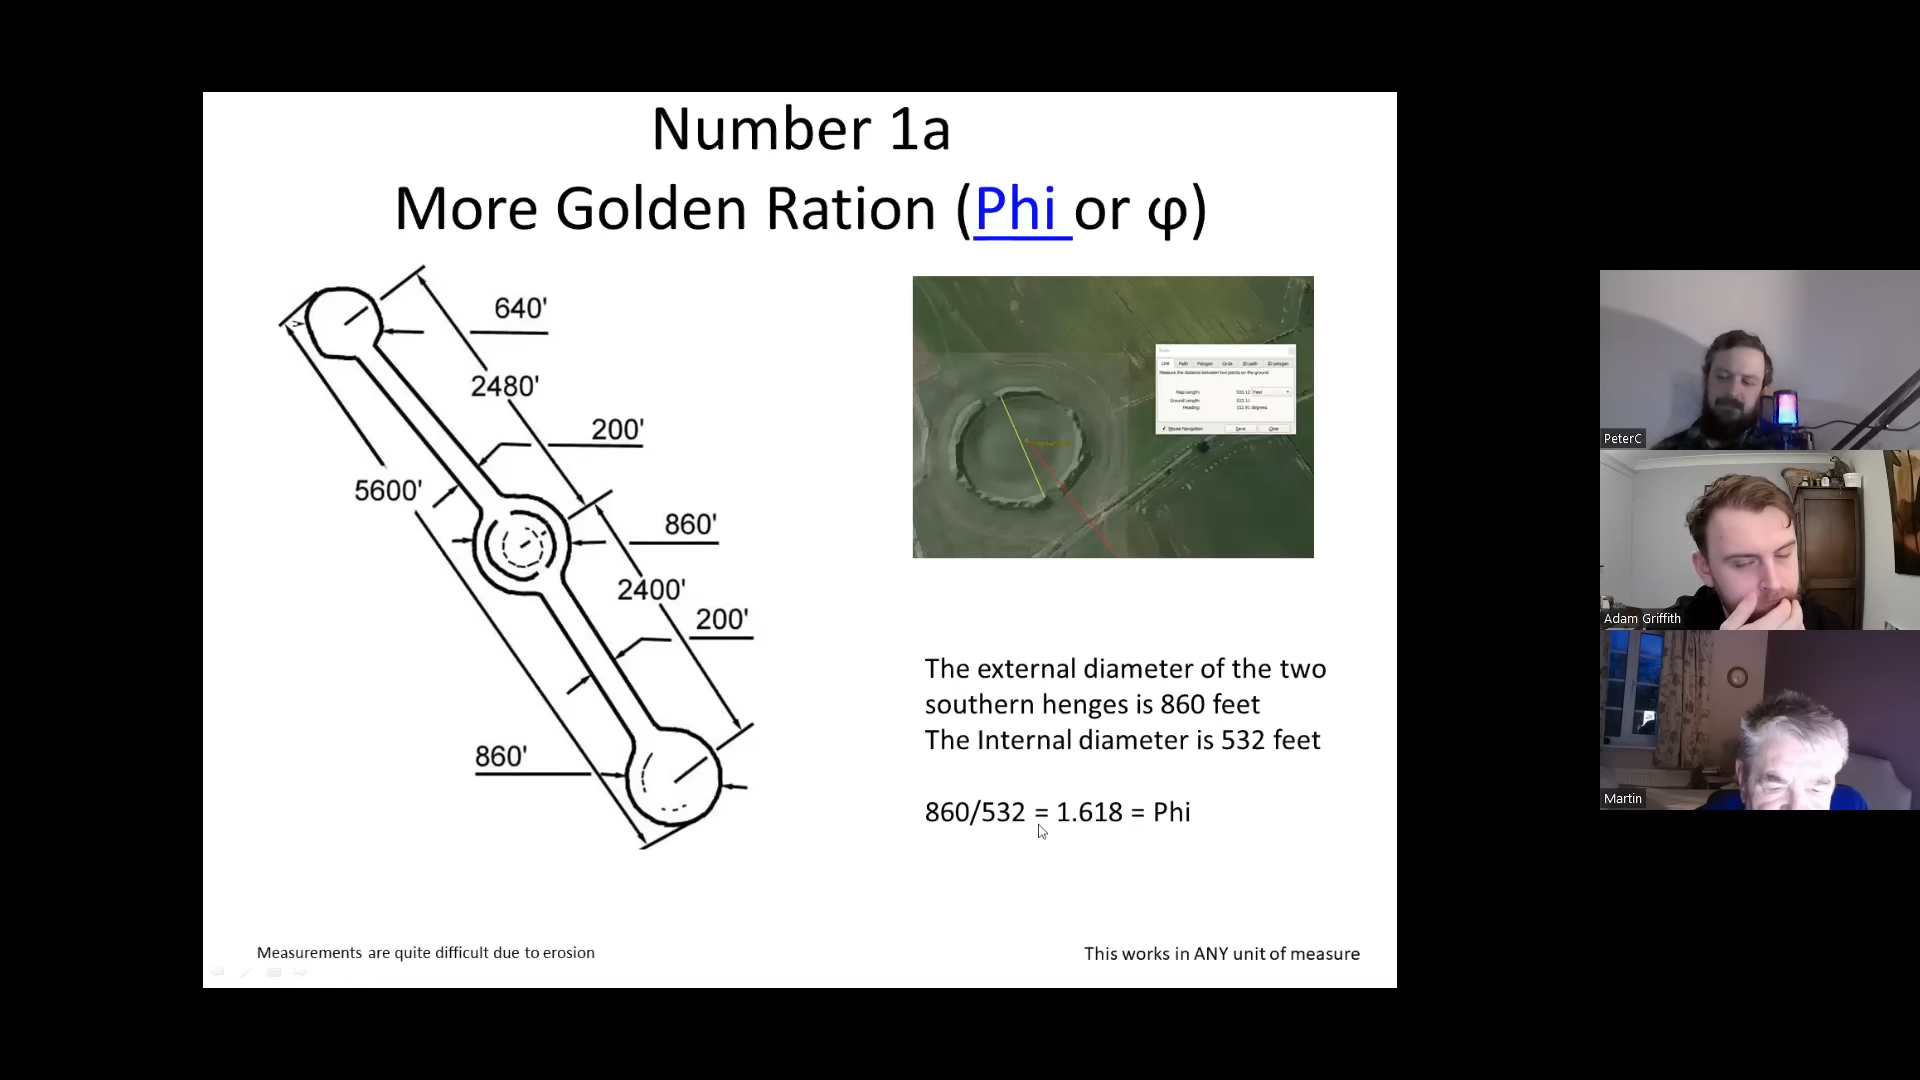 Number 1a
More Golden Ration (Phi or φ)
640'
2480'
200'
5600'
860'
2400'
200'
860'
The external diameter of the two
southern henges is 860 feet
The Internal diameter is 532 feet
860/532 = 1.618 = Phi
Measurements are quite difficult due to erosion
This works in ANY unit of measure
PeterC
Adam Griffith
Martin